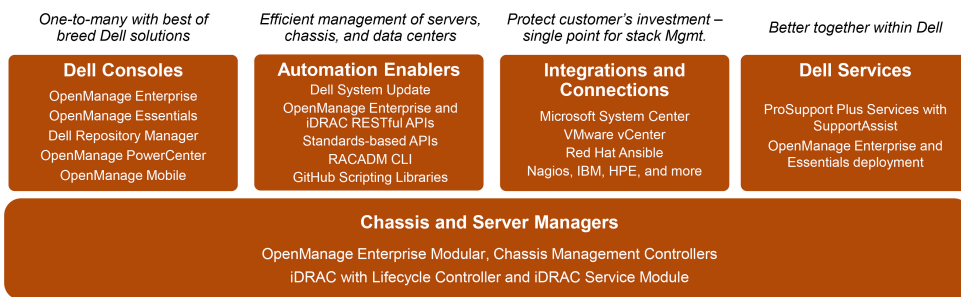 One-to-many with best of
breed Dell solutions
Efficient management of servers,
chassis, and data centers
Protect customer's investment –
single point for stack Mgmt.
Better together within Dell
Dell Consoles
OpenManage Enterprise
OpenManage Essentials
Dell Repository Manager
OpenManage PowerCenter
OpenManage Mobile
Automation Enablers
Dell System Update
OpenManage Enterprise and
iDRAC RESTful APIs
Standards-based APIs
RACADM CLI
GitHub Scripting Libraries
Integrations and
Connections
Microsoft System Center
VMware vCenter
Red Hat Ansible
Nagios, IBM, HPE, and more
Dell Services
ProSupport Plus Services with
SupportAssist
OpenManage Enterprise and
Essentials deployment
Chassis and Server Managers
OpenManage Enterprise Modular, Chassis Management Controllers
iDRAC with Lifecycle Controller and iDRAC Service Module